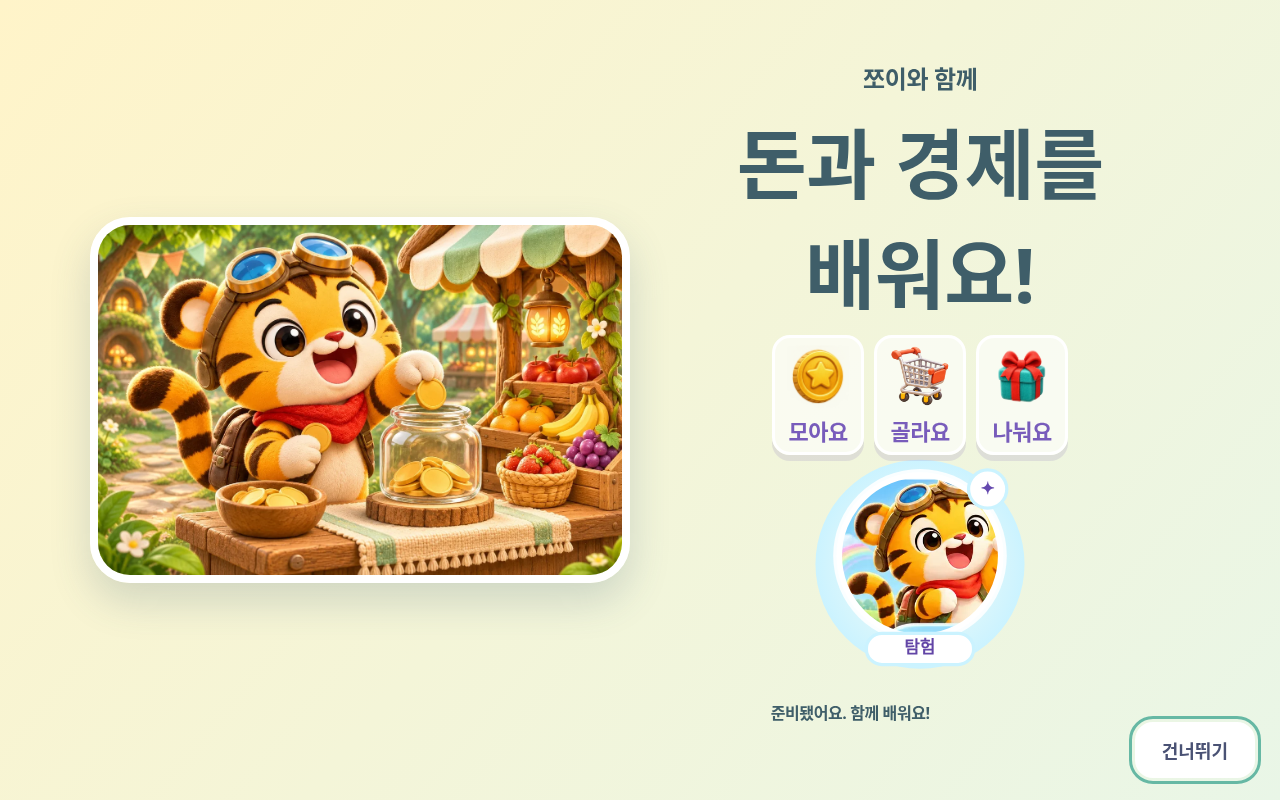 쪼이와 함께
돈과 경제를
배워요!
모아요
골라요
나눠요
탐험
준비됐어요. 함께 배워요!
건너뛰기